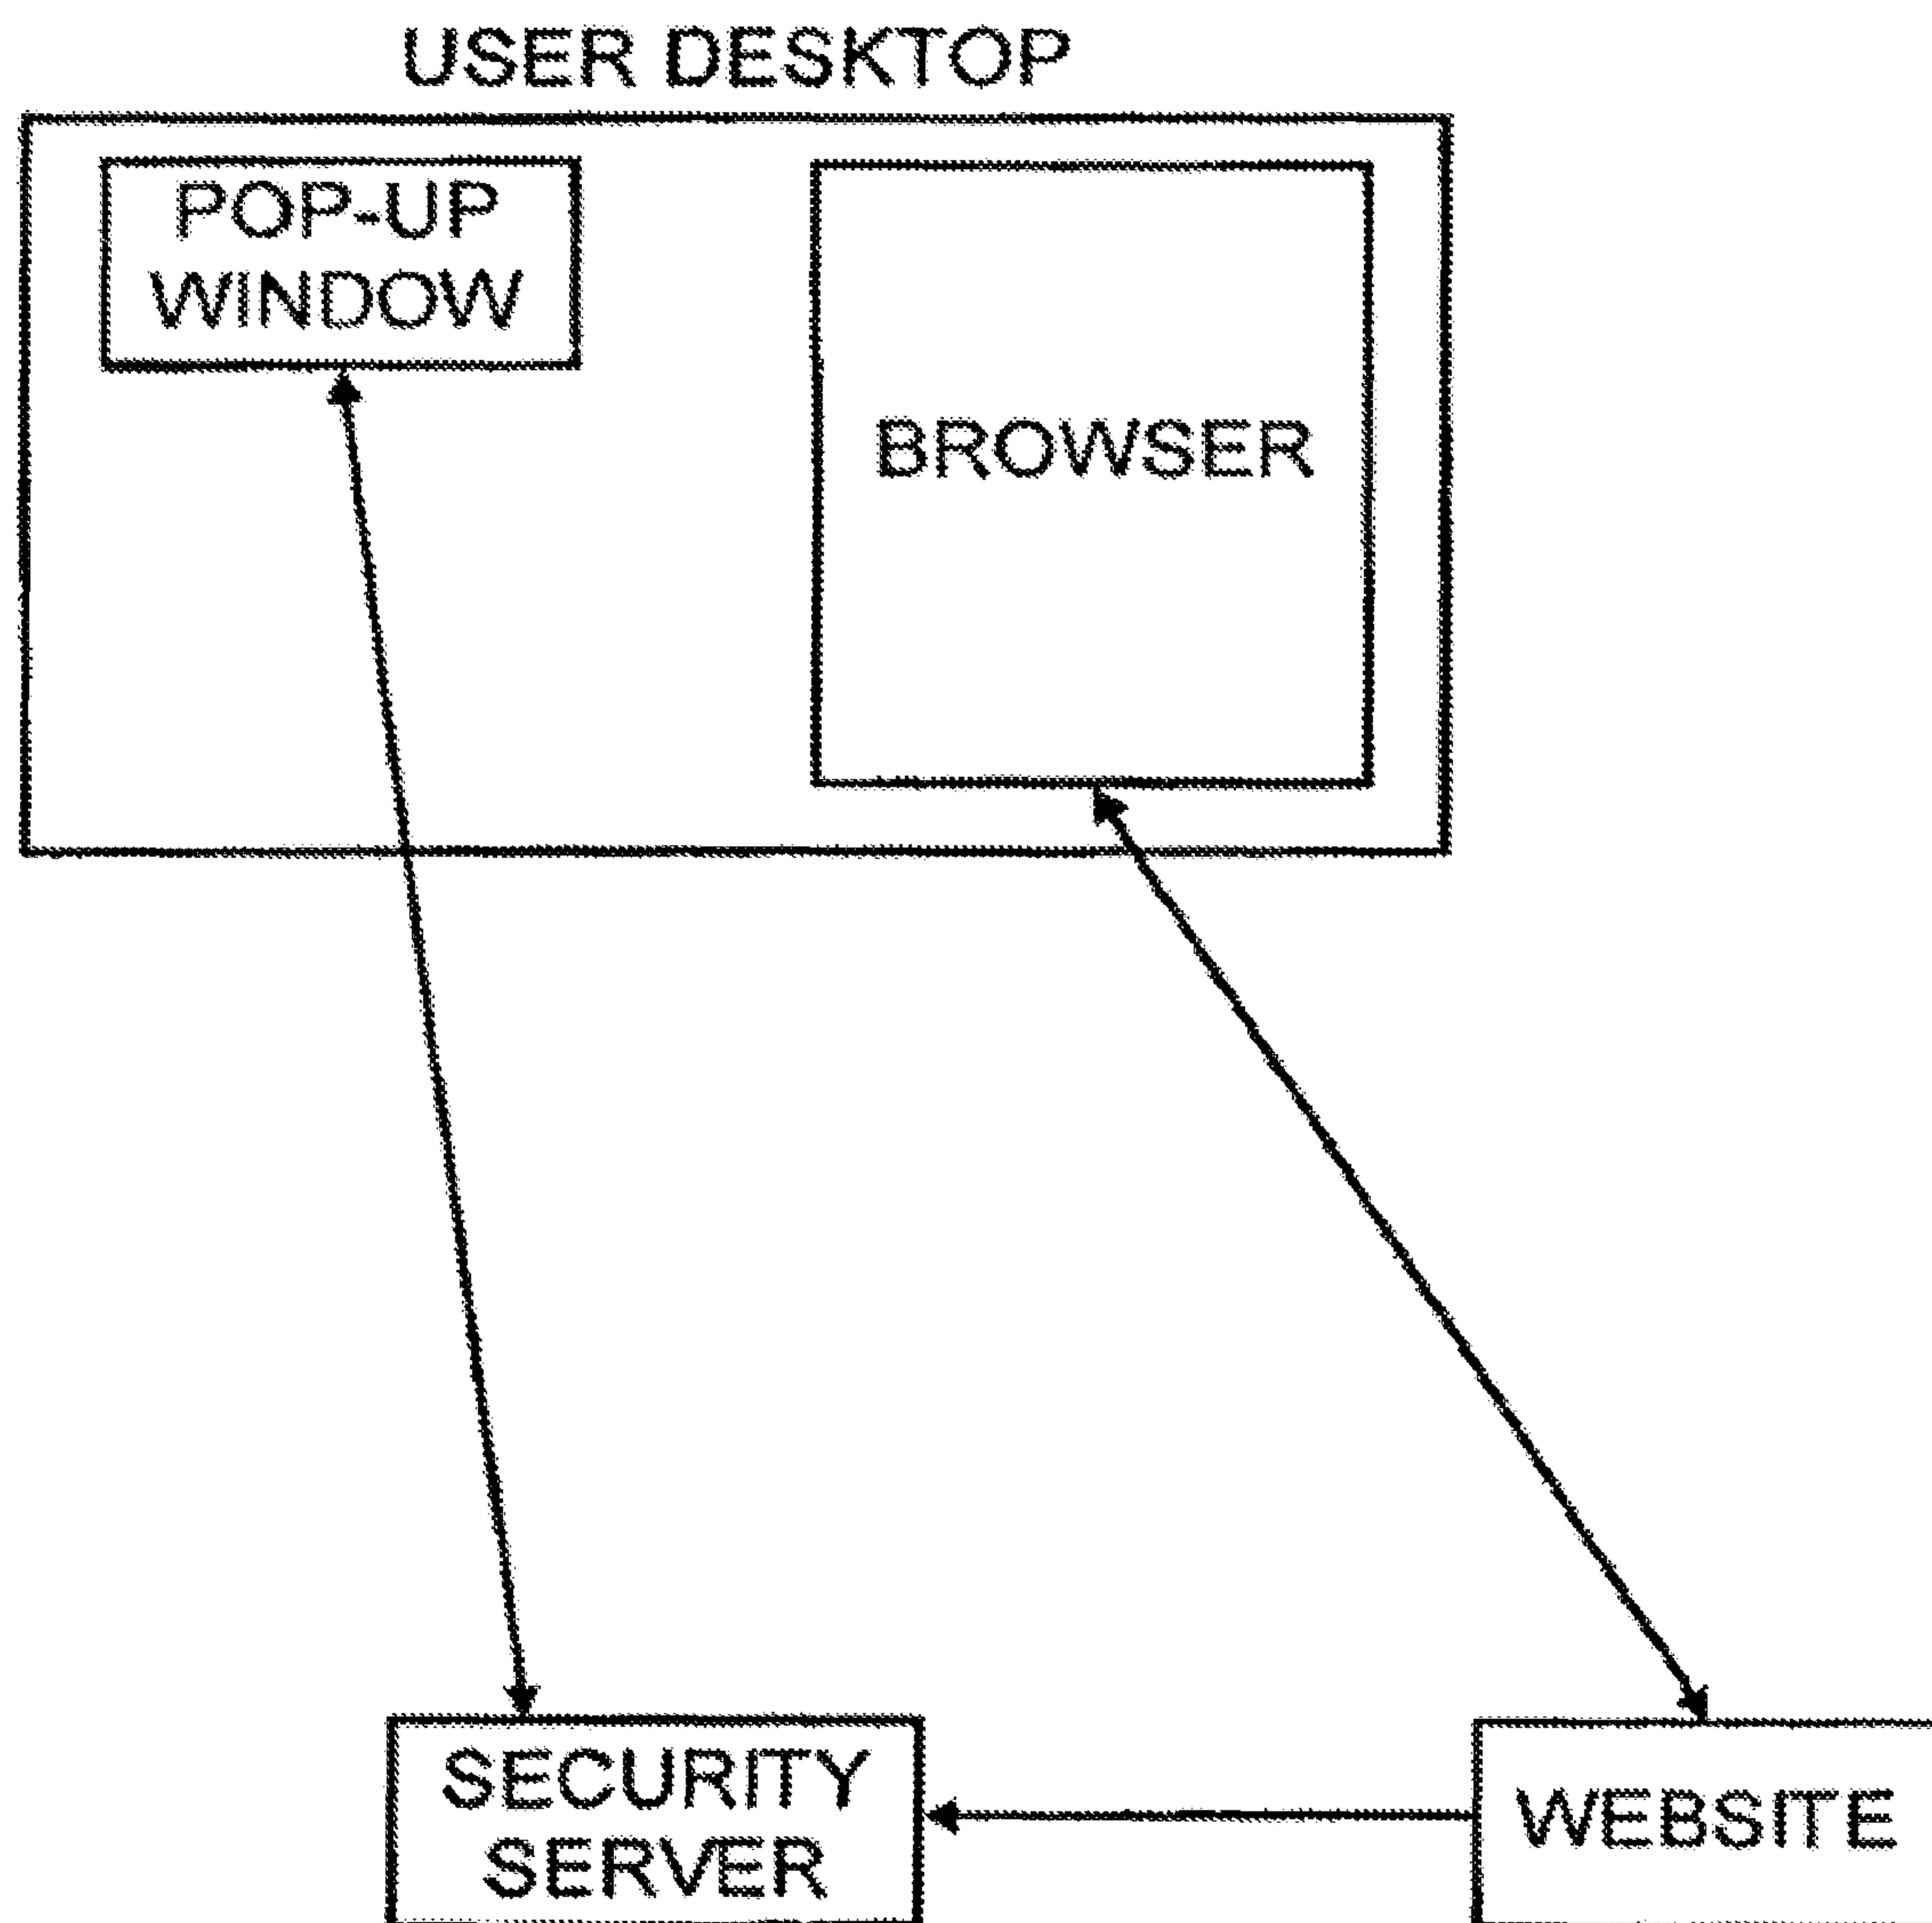 USER DESKTOP
POP-UP
WINDOW
BROWSER
SECURITY
SERVER
WEBSITE